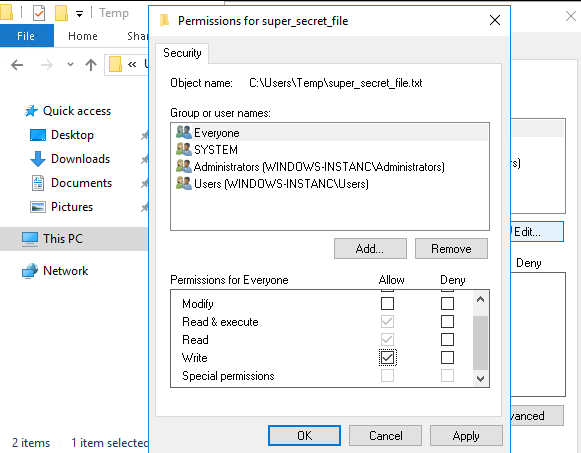 Temp
File
Home
Share
View
« U
Quick access
Desktop
Downloads
Documents
Pictures
This PC
Network
2 items
1 item selected
Permissions for super_secret_file
Security
Object name: C:\Users\Temp\super_secret_file.txt
Group or user names:
Everyone
SYSTEM
Administrators (WINDOWS-INSTANC\Administrators)
Users (WINDOWS-INSTANC\Users)
Add...
Remove
Permissions for Everyone
Allow
Deny
Modify
Read & execute
Read
Write
Special permissions
OK
Cancel
Apply
rs)
Edit...
Deny
vanced